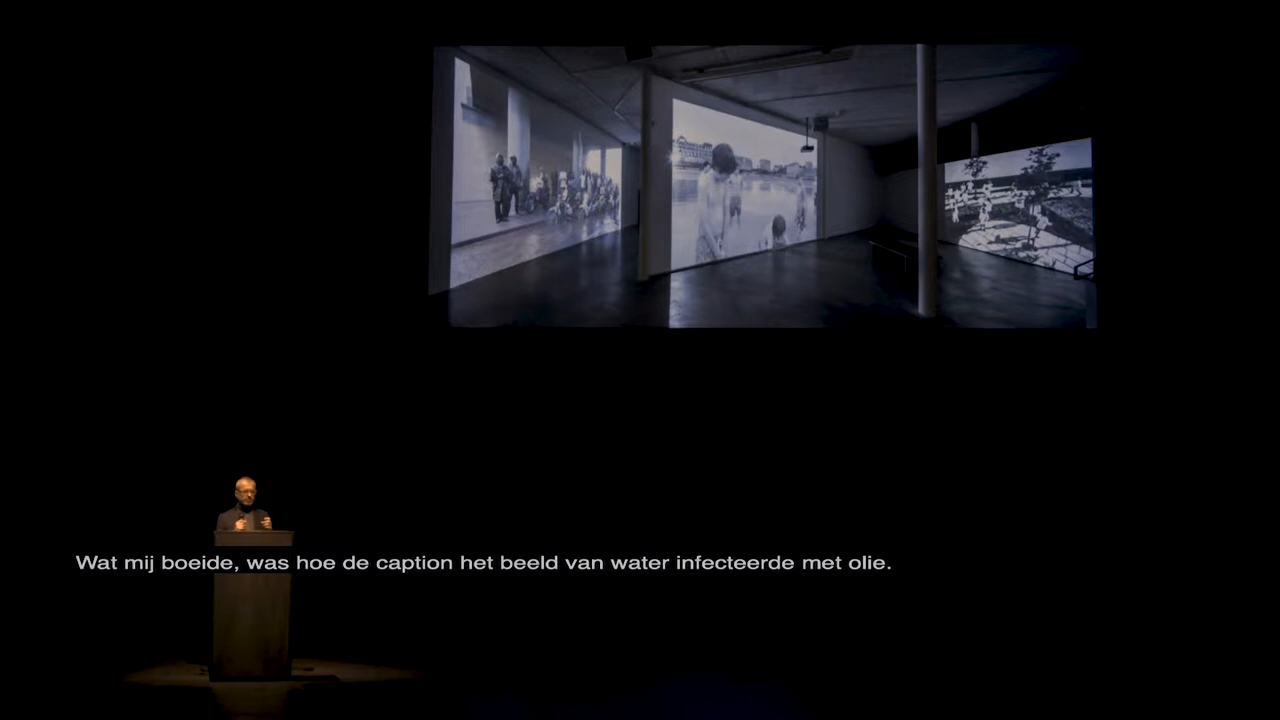 Wat mij boeide, was hoe de caption het beeld van water infecteerde met olie.